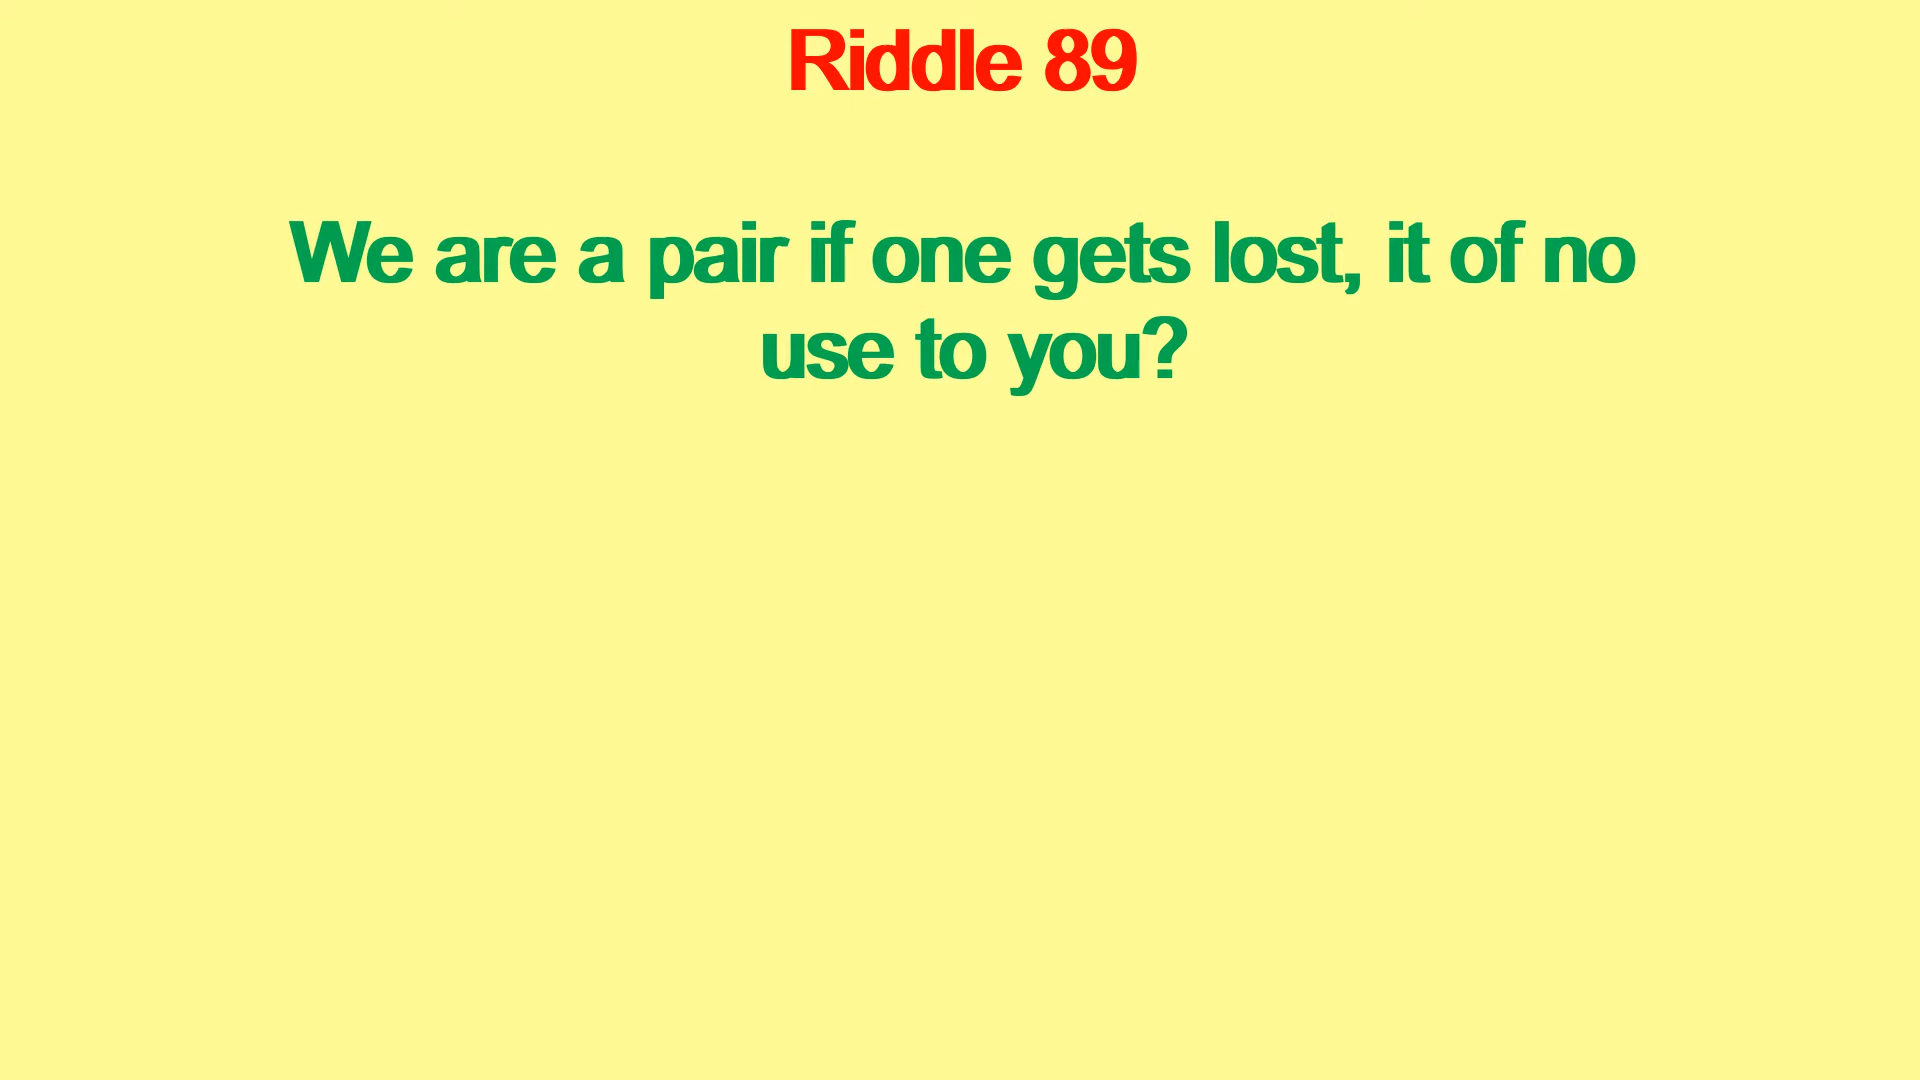 Riddle 89
We are a pair if one gets lost, it of no
use to you?